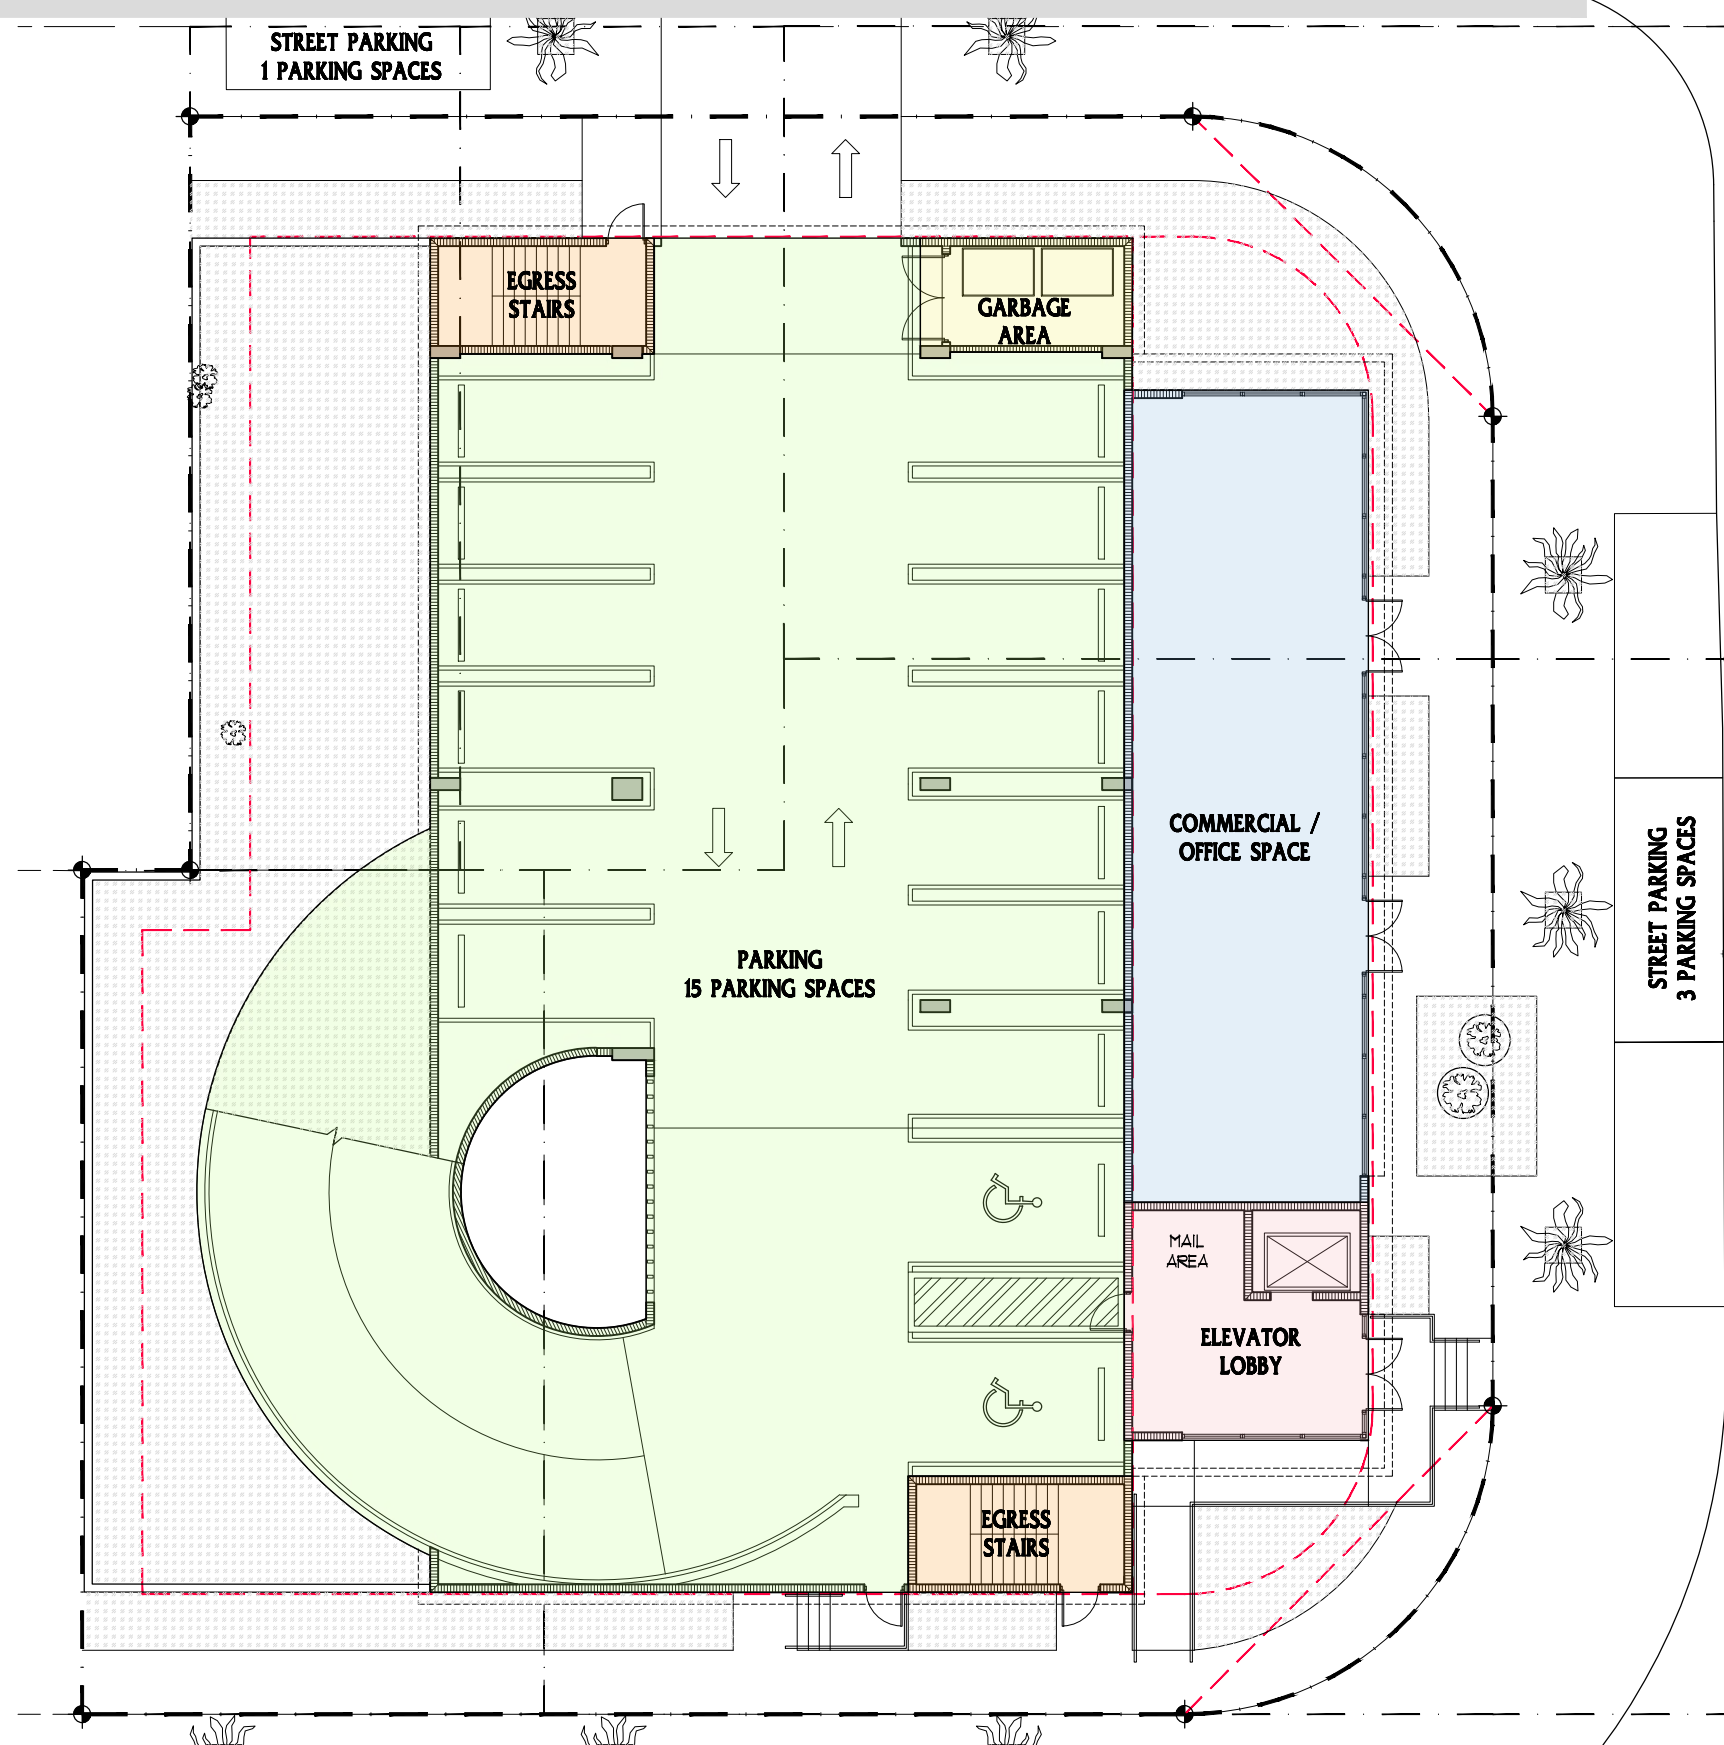 STREET PARKING
1 PARKING SPACES
EGRESS
STAIRS
GARBAGE
AREA
COMMERCIAL /
OFFICE SPACE
STREET PARKING
3 PARKING SPACES
PARKING
15 PARKING SPACES
MAIL
AREA
ELEVATOR
LOBBY
EGRESS
STAIRS